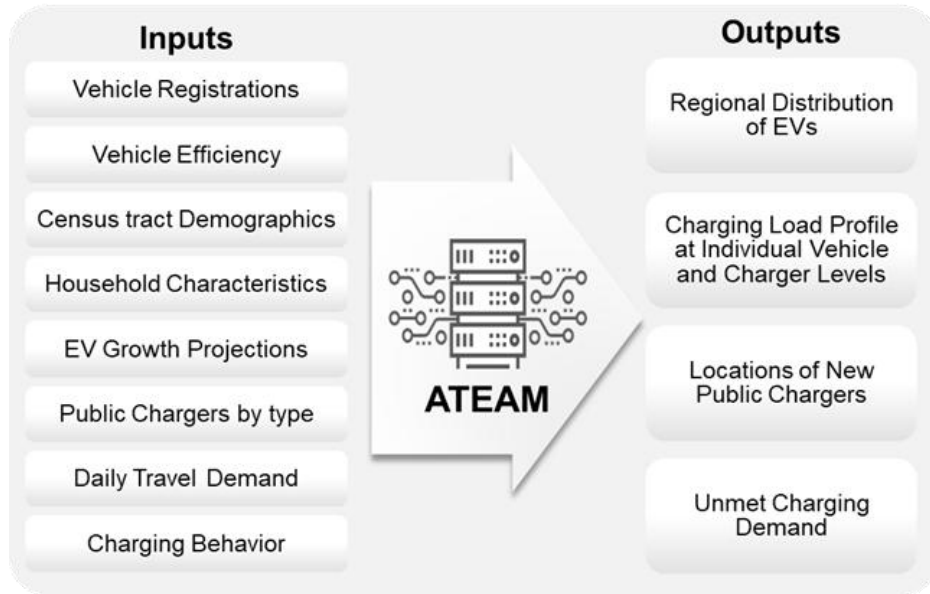 Inputs
Vehicle Registrations
Vehicle Efficiency
Census tract Demographics
Household Characteristics
EV Growth Projections
Public Chargers by type
Daily Travel Demand
Charging Behavior
ATEAM
Outputs
Regional Distribution
of EVs
Charging Load Profile
at Individual Vehicle
and Charger Levels
Locations of New
Public Chargers
Unmet Charging
Demand